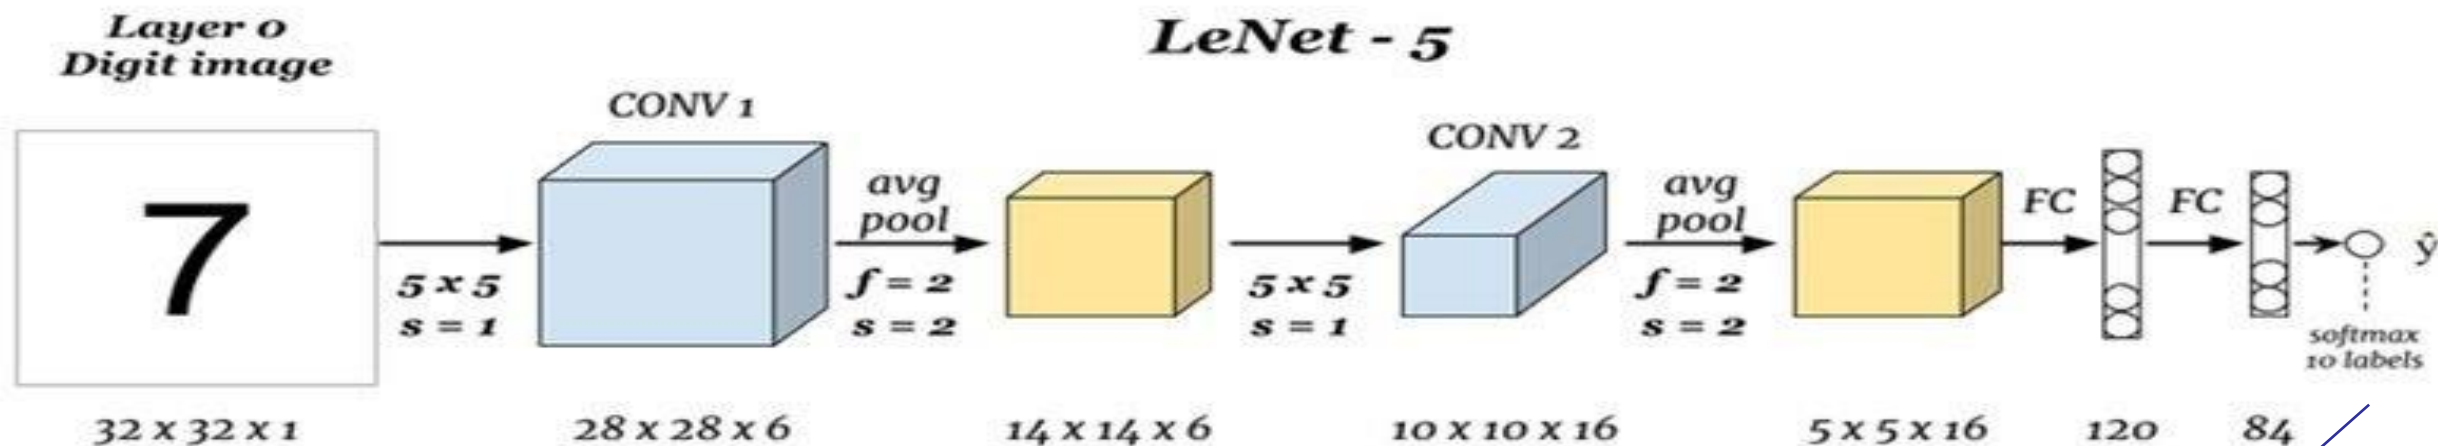 Layer 0
Digit image
LeNet - 5
CONV 1
CONV 2
7
5 x 5
s = 1
avg
pool
f = 2
s = 2
5 x 5
s = 1
avg
pool
f = 2
s = 2
FC
FC
ŷ
softmax
10 labels
32 x 32 x 1
28 x 28 x 6
14 x 14 x 6
10 x 10 x 16
5 x 5 x 16
120
84